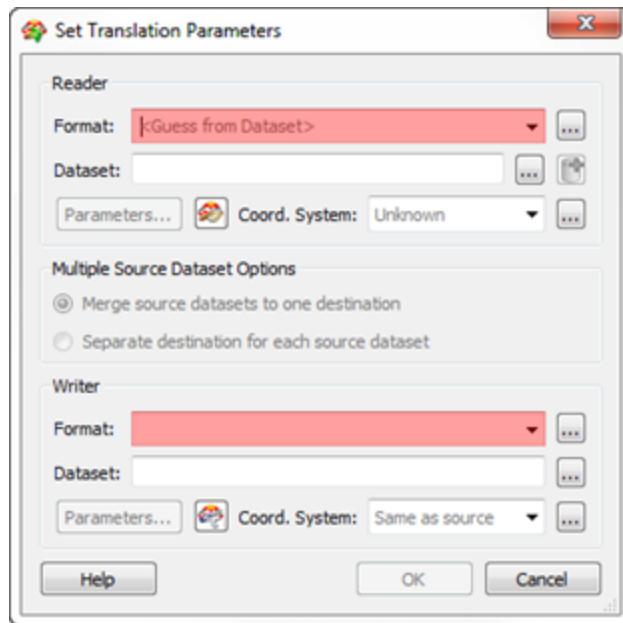 Set Translation Parameters
Reader
Format: <Guess from Dataset> ...
Dataset: ...
Parameters... Coord. System: Unknown ...
Multiple Source Dataset Options
Merge source datasets to one destination
Separate destination for each source dataset
Writer
Format: ...
Dataset: ...
Parameters... Coord. System: Same as source ...
Help OK Cancel